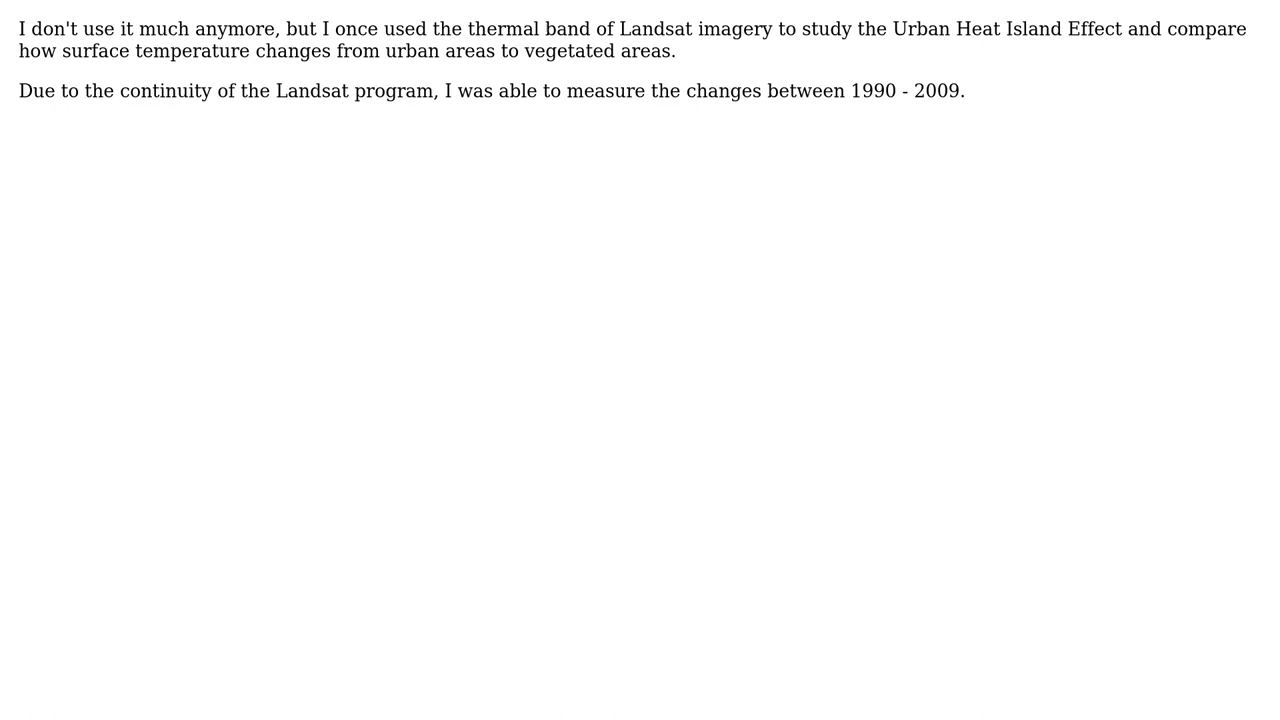 I don't use it much anymore, but I once used the thermal band of Landsat imagery to study the Urban Heat Island Effect and compare
how surface temperature changes from urban areas to vegetated areas.
Due to the continuity of the Landsat program, I was able to measure the changes between 1990 - 2009.